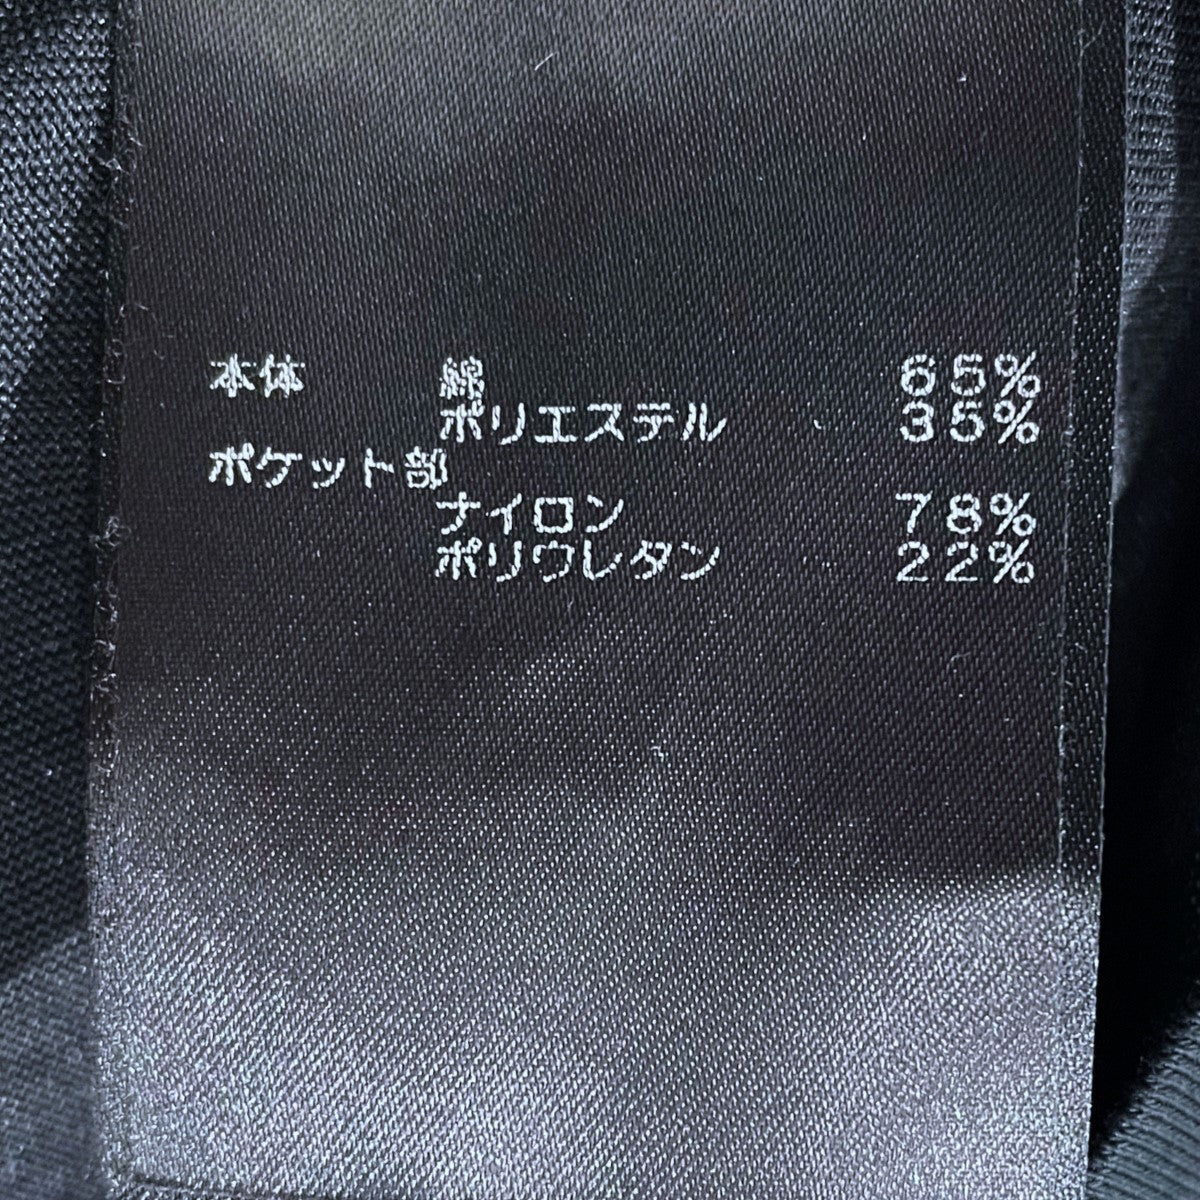 本体 綿 65%
ポリエステル 35%
ポケット部
ナイロン 78%
ポリウレタン 22%